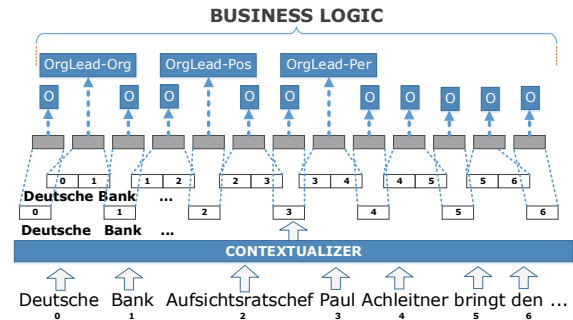 BUSINESS LOGIC
OrgLead-Org OrgLead-Pos OrgLead-Per
O O O O O O O O O O
0 1 1 2 2 3 3 4 4 5 5 6
Deutsche Bank ...
0 1 2 3 4 5 6
Deutsche Bank ...
CONTEXTUALIZER
Deutsche Bank Aufsichtsratschef Paul Achleitner bringt den ...
0 1 2 3 4 5 6